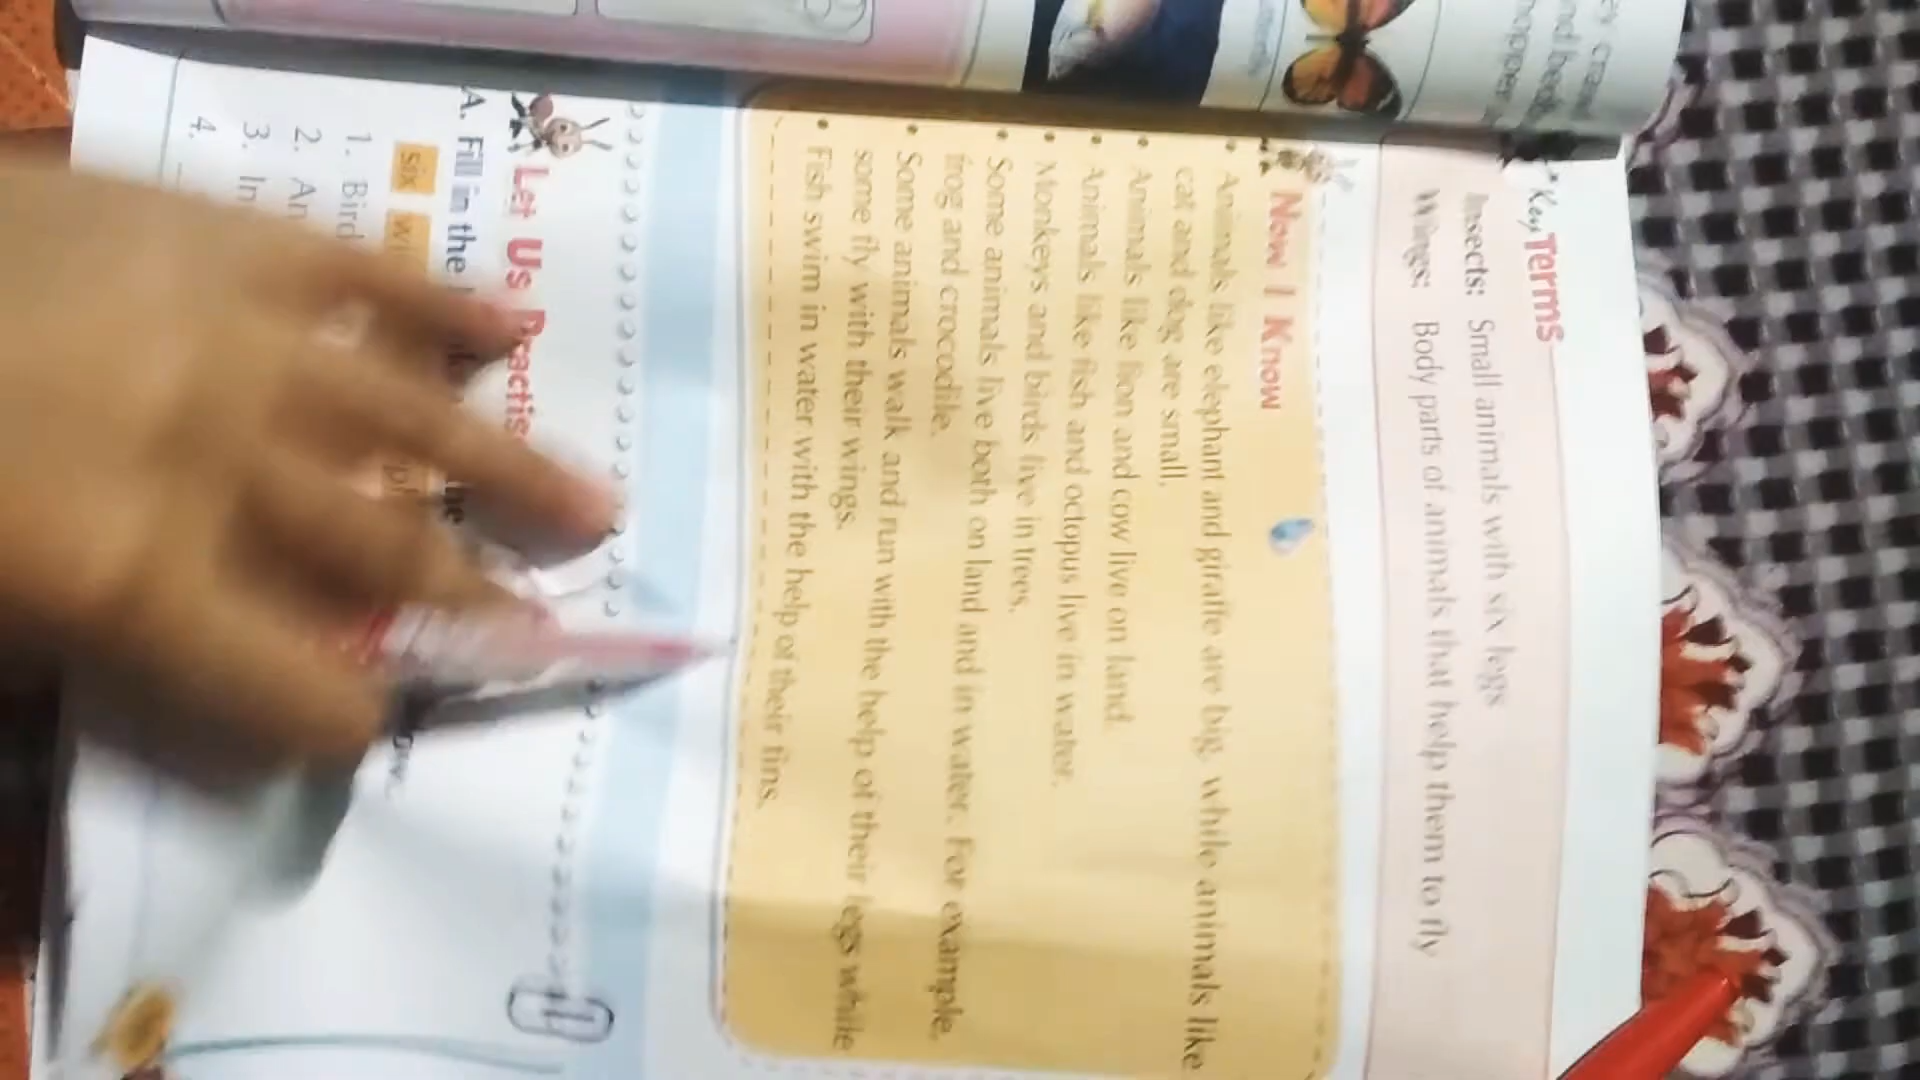 Key Terms
Insects: Small animals with six legs
Wings: Body parts of animals that help them to fly
Now I Know
• Animals like elephant and giraffe are big, while animals like
cat and dog are small.
• Animals like lion and cow live on land.
• Animals like fish and octopus live in water.
• Monkeys and birds live in trees.
• Some animals live both on land and in water. For example,
frog and crocodile.
• Some animals walk and run with the help of their legs while
some fly with their wings.
• Fish swim in water with the help of their fins.
Let Us Practis
A. Fill in the
six
1. Bird
2. An
3. In
4.